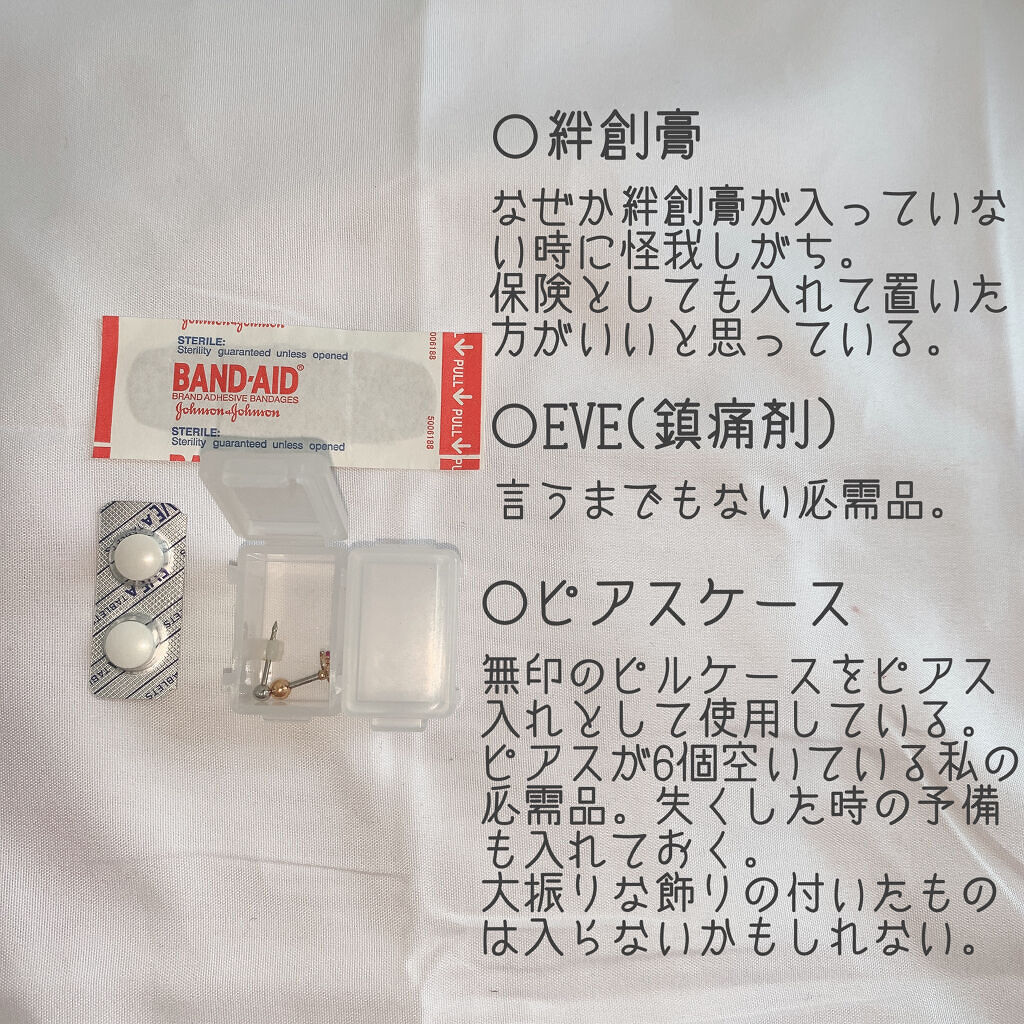 〇絆創膏
なぜか絆創膏が入っていな
い時に怪我しがち。
保険としても入れて置いた
方がいいと思っている。
〇EVE(鎮痛剤)
言うまでもない必需品。
〇ピアスケース
無印のピルケースをピアス
入れとして使用している。
ピアスが6個空いている私の
必需品。失くした時の予備
も入れておく。
大振りな飾りの付いたもの
は入らないかもしれない。
Johnson & Johnson
STERILE:
Sterility guaranteed unless opened
BAND-AID®
BRAND ADHESIVE BANDAGES
Johnson & Johnson
STERILE:
Sterility guaranteed unless opened
5006188
PULL
PULL
EVE A
TABLETS